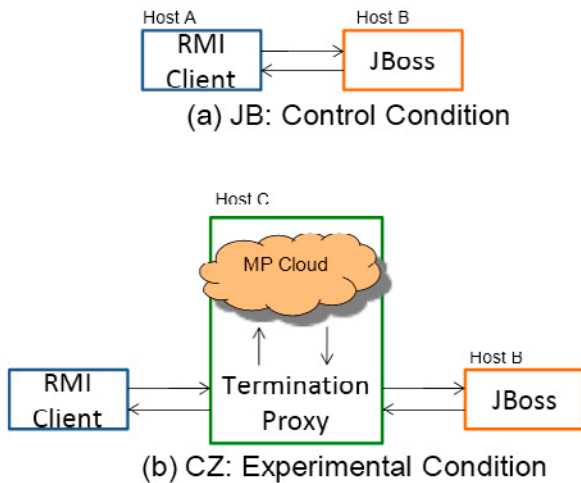 Host A
Host B
RMI
Client
JBoss
(a) JB: Control Condition
Host C
MP Cloud
Host B
RMI
Client
Termination
Proxy
JBoss
(b) CZ: Experimental Condition